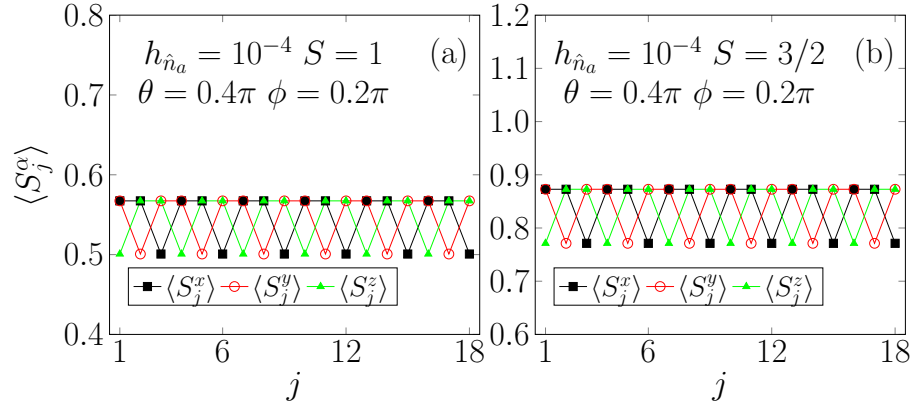 0.8
0.7
0.6
0.5
0.4
⟨S_j^α⟩
h_{n̂_a} = 10^{-4} S = 1 (a)
θ = 0.4π ϕ = 0.2π
⟨S_j^x⟩ ⟨S_j^y⟩ ⟨S_j^z⟩
1 6 12 18
j
1.2
1.1
1.0
0.9
0.8
0.7
0.6
h_{n̂_a} = 10^{-4} S = 3/2 (b)
θ = 0.4π ϕ = 0.2π
⟨S_j^x⟩ ⟨S_j^y⟩ ⟨S_j^z⟩
1 6 12 18
j